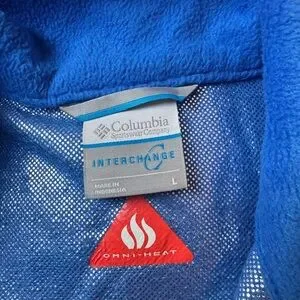 Columbia
Sportswear Company
INTERCHANGE
L
MADE IN
INDONESIA
OMNI-HEAT